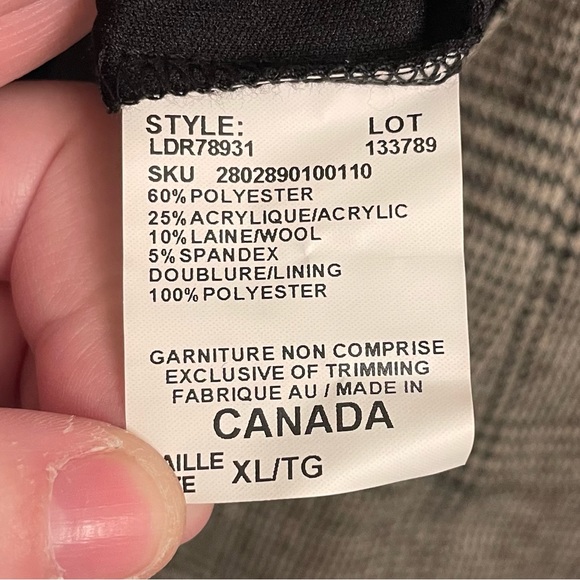 STYLE: LOT
LDR78931 133789
SKU 2802890100110
60% POLYESTER
25% ACRYLIQUE/ACRYLIC
10% LAINE/WOOL
5% SPANDEX
DOUBLURE/LINING
100% POLYESTER
GARNITURE NON COMPRISE
EXCLUSIVE OF TRIMMING
FABRIQUE AU / MADE IN
CANADA
AILLE XL/TG